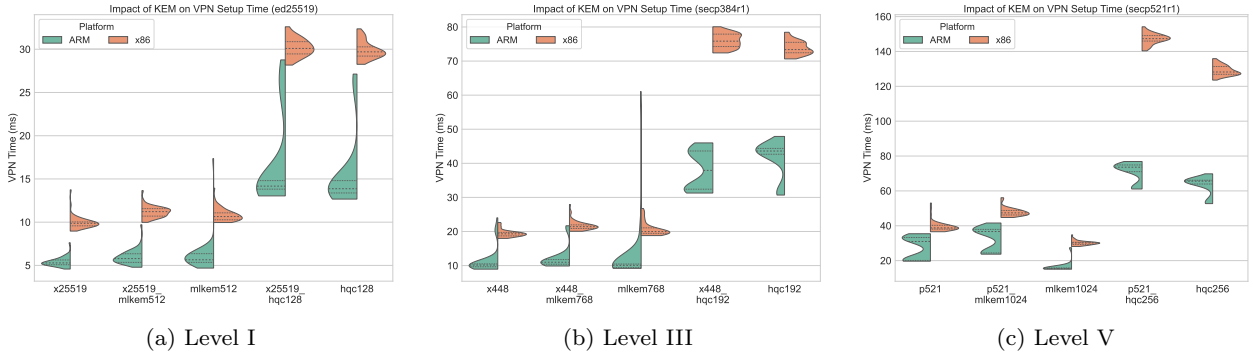 Impact of KEM on VPN Setup Time (ed25519)
Platform
ARM x86
VPN Time (ms)
30
25
20
15
10
5
x25519
x25519_
mlkem512
mlkem512
x25519_
hqc128
hqc128
(a) Level I
Impact of KEM on VPN Setup Time (secp384r1)
Platform
ARM x86
VPN Time (ms)
80
70
60
50
40
30
20
10
x448
x448_
mlkem768
mlkem768
x448_
hqc192
hqc192
(b) Level III
Impact of KEM on VPN Setup Time (secp521r1)
Platform
ARM x86
VPN Time (ms)
160
140
120
100
80
60
40
20
p521
p521_
mlkem1024
mlkem1024
p521_
hqc256
hqc256
(c) Level V